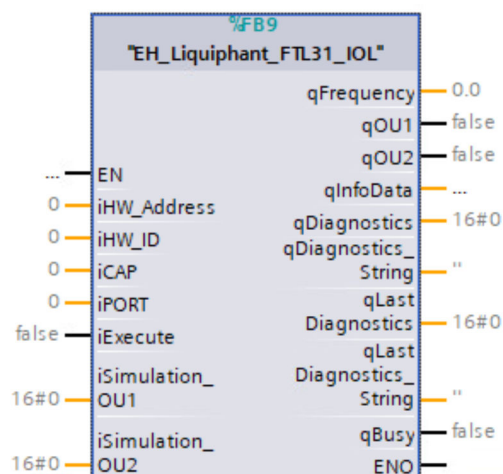 %FB9
"EH_Liquiphant_FTL31_IOL"
qFrequency 0.0
qOU1 false
qOU2 false
... EN
qInfoData ...
0 iHW_Address
qDiagnostics 16#0
0 iHW_ID
qDiagnostics_
String ''
0 iCAP
0 iPORT
qLast
Diagnostics 16#0
false iExecute
qLast
Diagnostics_
String ''
iSimulation_
16#0 OU1
qBusy false
iSimulation_
16#0 OU2
ENO